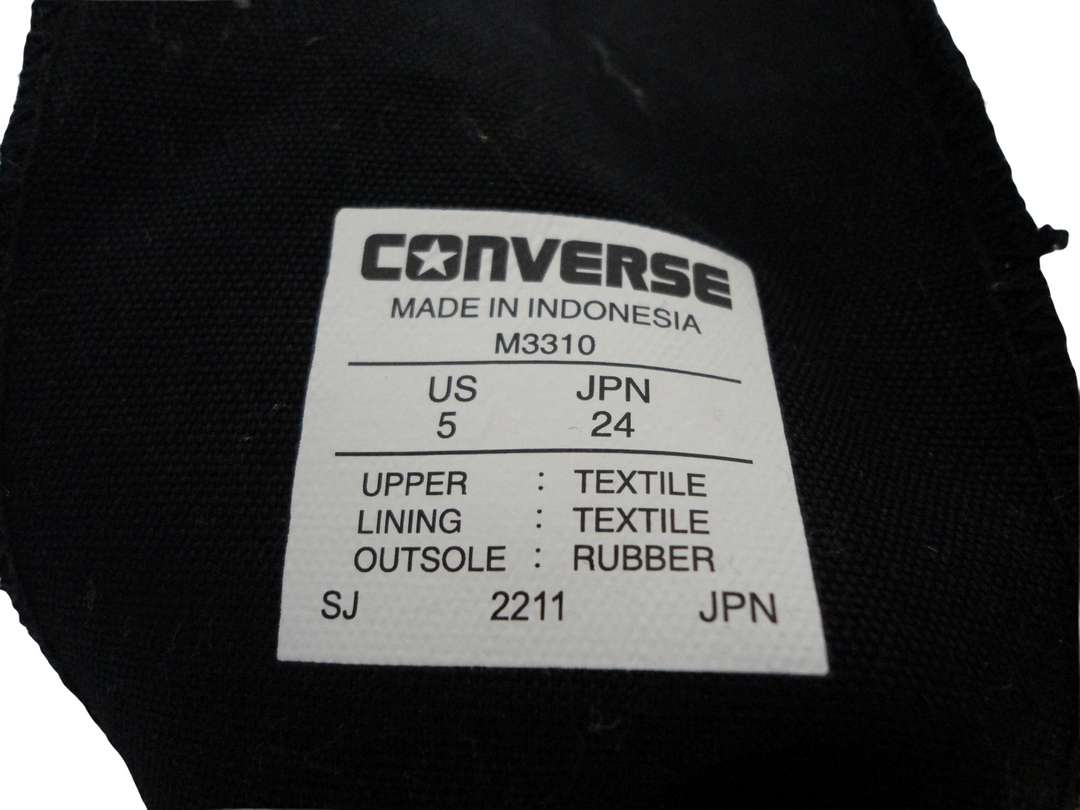 CONVERSE
MADE IN INDONESIA
M3310
US JPN
5 24
UPPER : TEXTILE
LINING : TEXTILE
OUTSOLE : RUBBER
SJ 2211 JPN